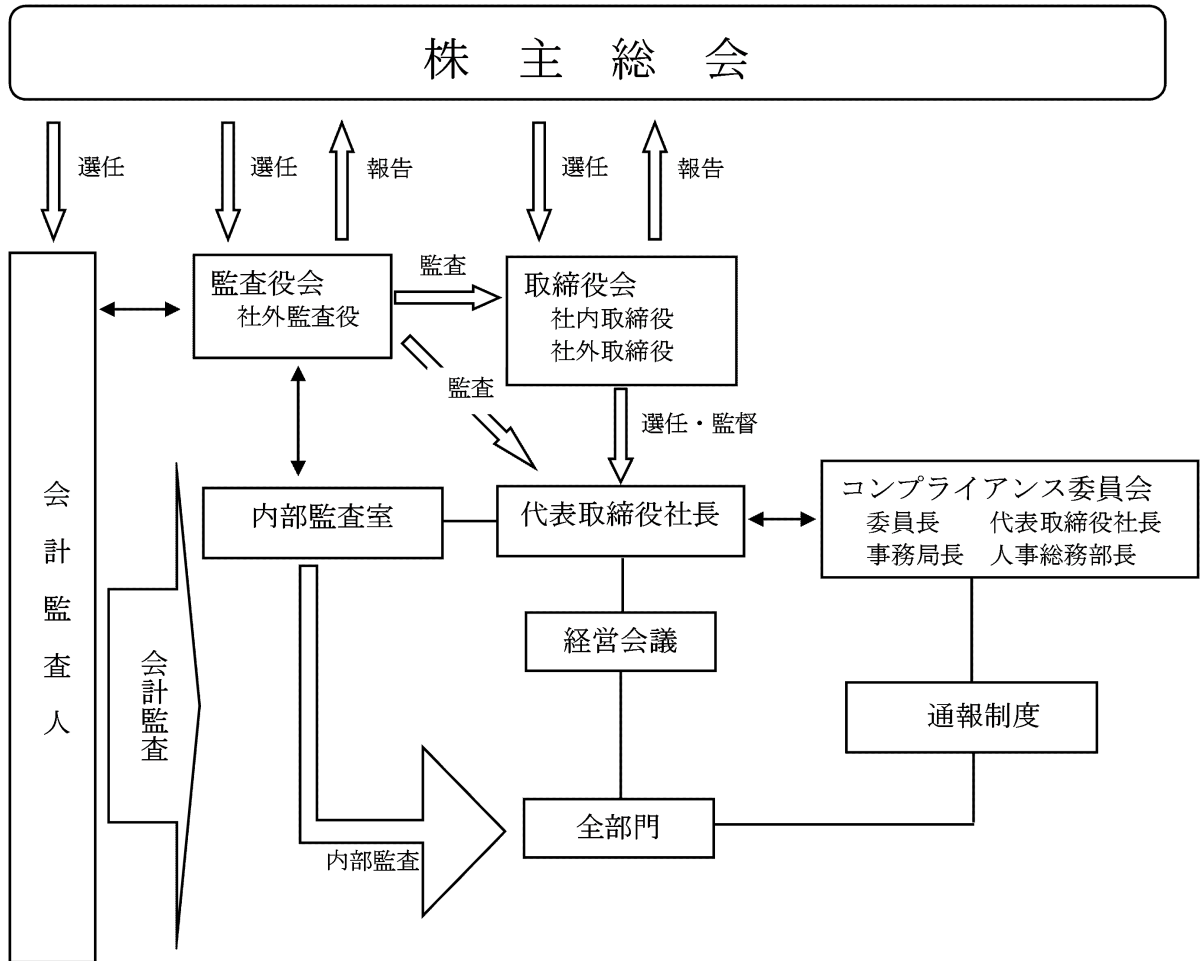 株主総会
選任
選任
報告
選任
報告
監査役会
社外監査役
監査
取締役会
社内取締役
社外取締役
監査
選任・監督
会計監査人
内部監査室
代表取締役社長
コンプライアンス委員会
委員長 代表取締役社長
事務局長 人事総務部長
経営会議
会計監査
通報制度
全部門
内部監査